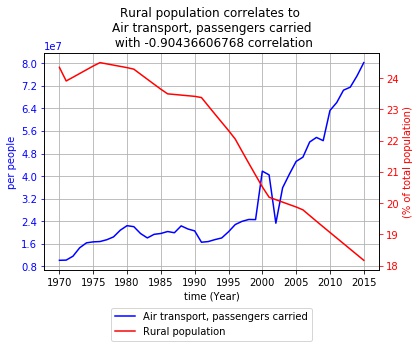 Rural population correlates to
Air transport, passengers carried
with -0.90436606768 correlation
1e7
8.0
7.2
6.4
5.6
4.8
4.0
3.2
2.4
1.6
0.8
per people
24
23
22
21
20
19
18
(% of total population)
1970 1975 1980 1985 1990 1995 2000 2005 2010 2015
time (Year)
Air transport, passengers carried
Rural population